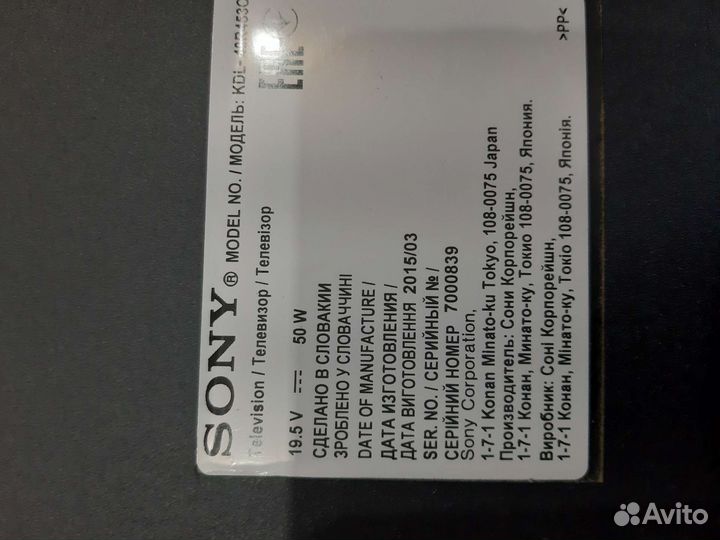 SONY ® MODEL NO. / МОДЕЛЬ: KDL-40R453C
Television / Телевизор / Телевізор
19.5 V 50 W
EAC
СДЕЛАНО В СЛОВАКИИ
ЗРОБЛЕНО У СЛОВАЧЧИНІ
DATE OF MANUFACTURE /
ДАТА ИЗГОТОВЛЕНИЯ /
ДАТА ВИГОТОВЛЕННЯ 2015/03
SER. NO. / СЕРИЙНЫЙ № /
СЕРІЙНИЙ НОМЕР 7000839
Sony Corporation,
1-7-1 Konan Minato-ku Tokyo, 108-0075 Japan
Производитель: Сони Корпорейшн,
1-7-1 Конан, Минато-ку, Токио 108-0075, Япония.
Виробник: Соні Корпорейшн,
1-7-1 Конан, Мінато-ку, Токіо 108-0075, Японія.
>PP<
Avito